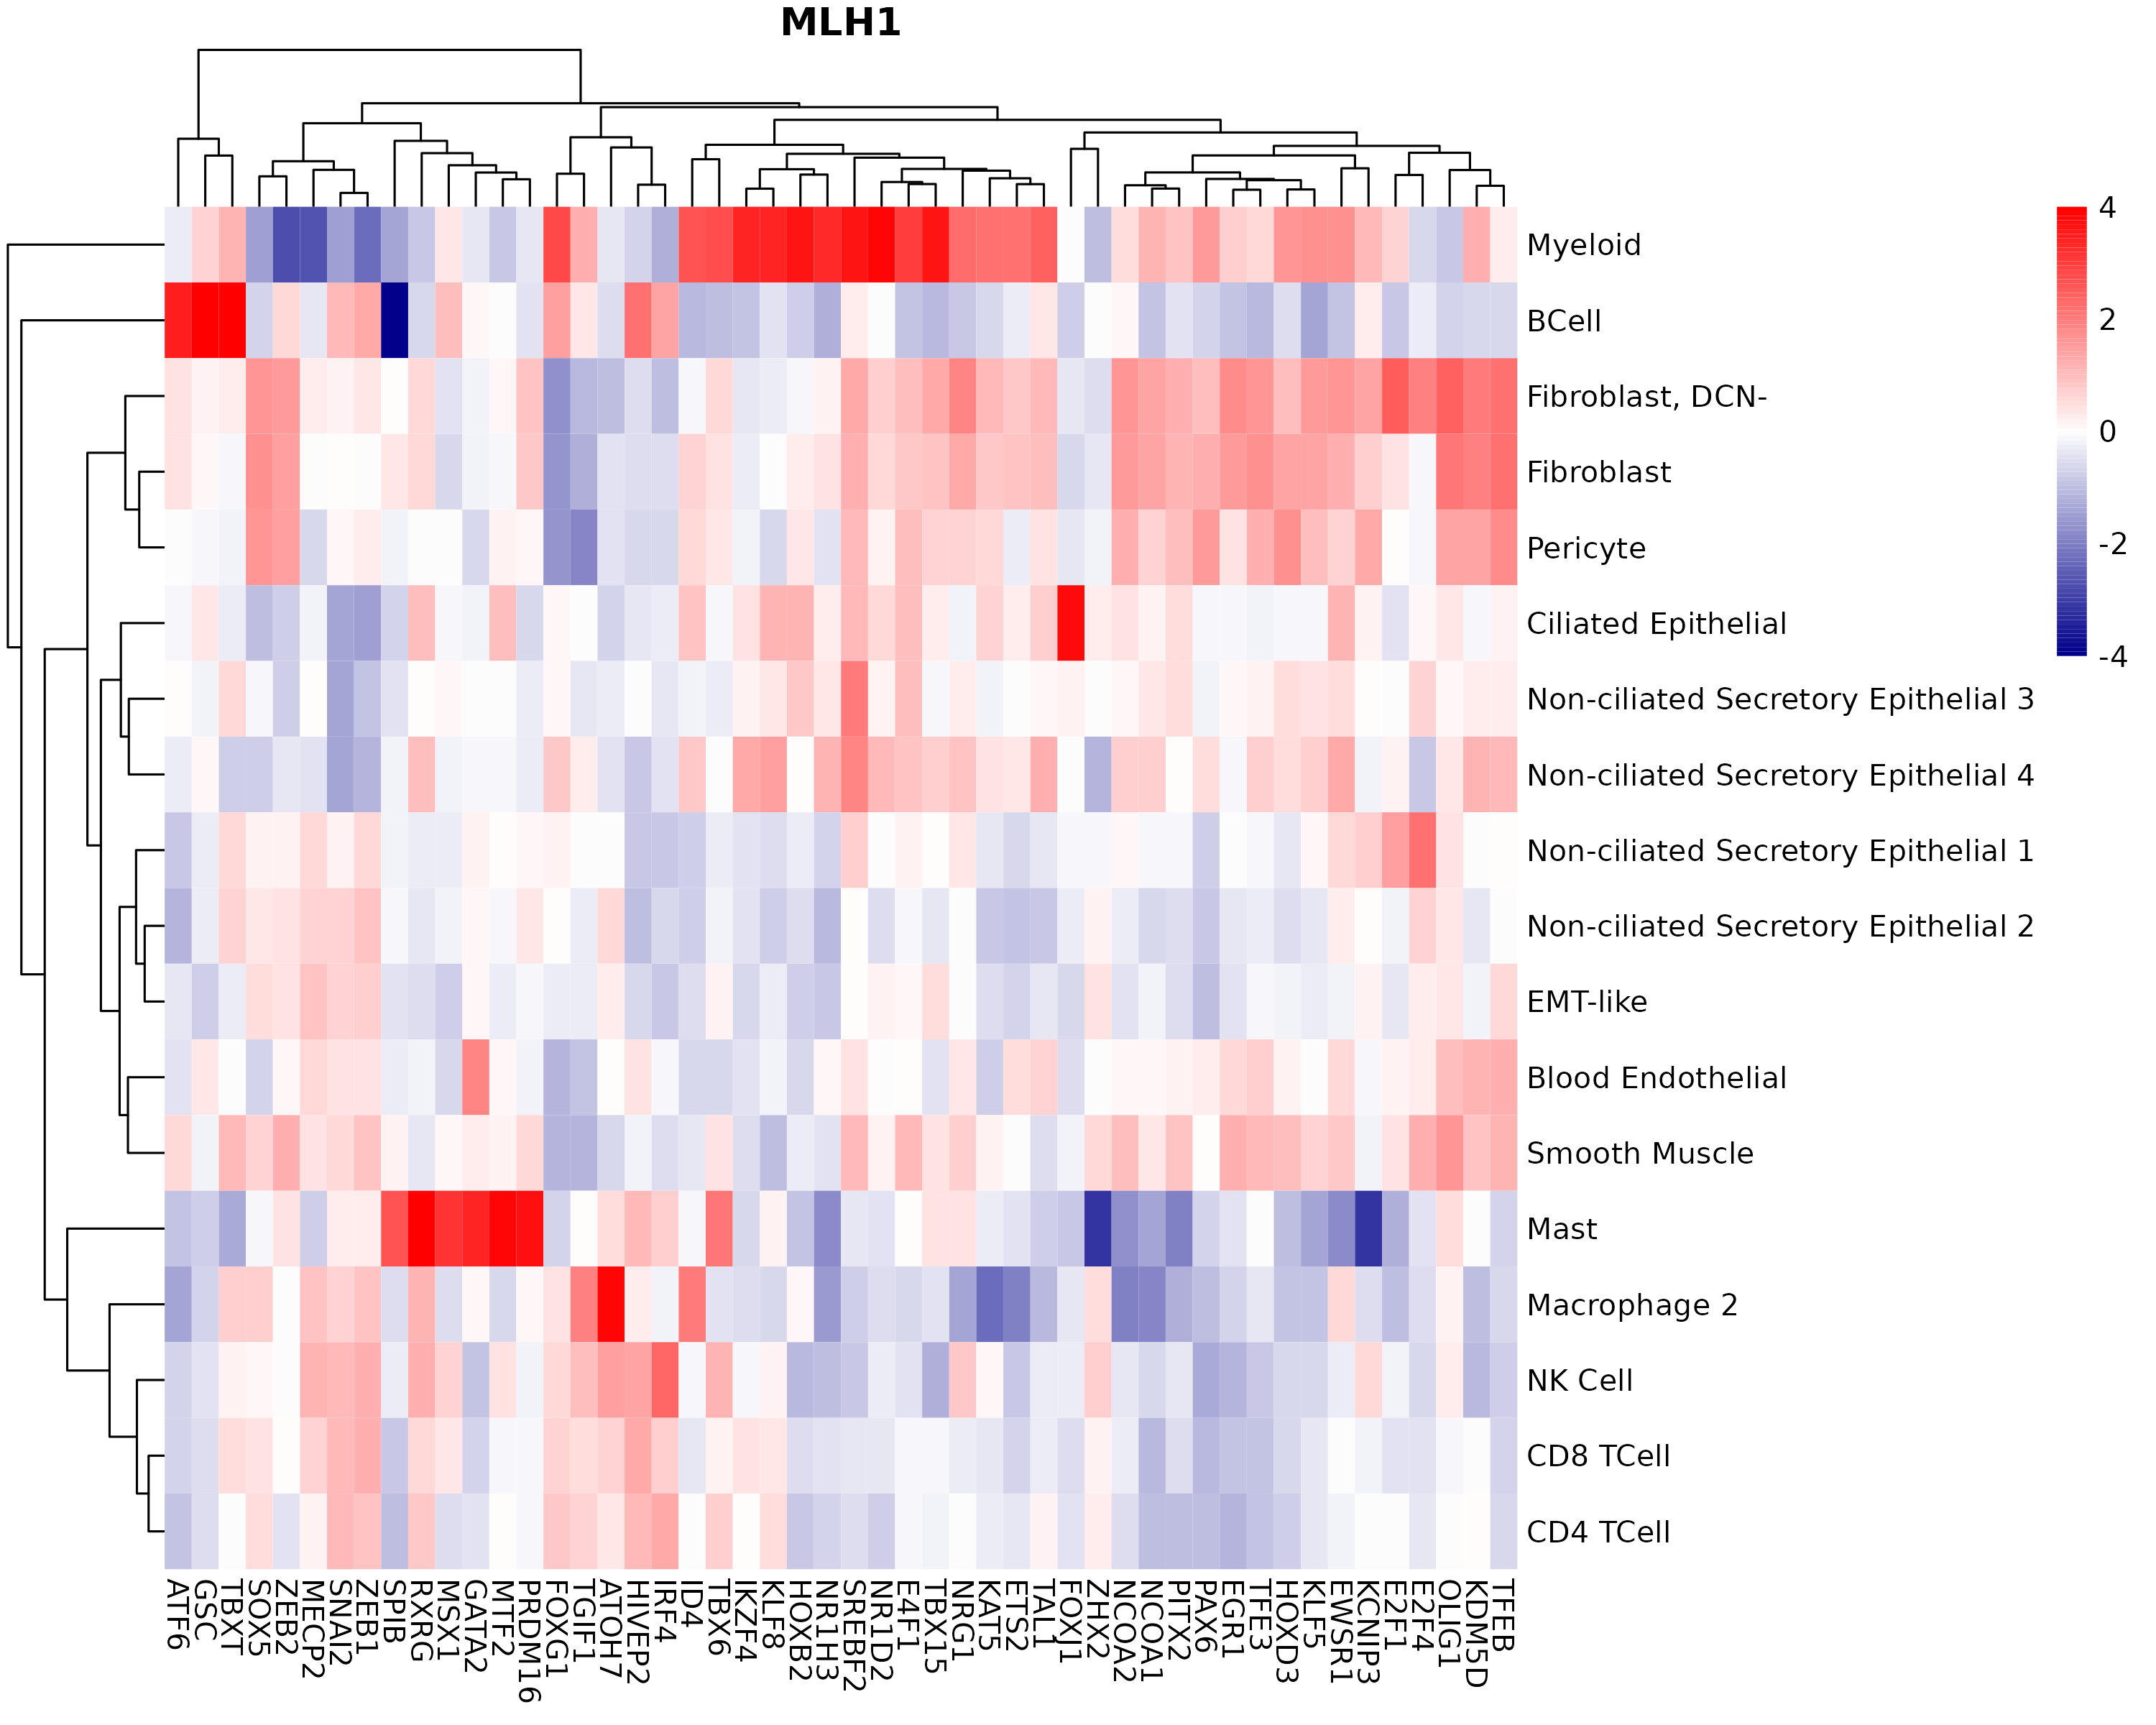 MLH1
4
2
0
-2
-4
Myeloid
BCell
Fibroblast, DCN-
Fibroblast
Pericyte
Ciliated Epithelial
Non-ciliated Secretory Epithelial 3
Non-ciliated Secretory Epithelial 4
Non-ciliated Secretory Epithelial 1
Non-ciliated Secretory Epithelial 2
EMT-like
Blood Endothelial
Smooth Muscle
Mast
Macrophage 2
NK Cell
CD8 TCell
CD4 TCell
ATF6
GSC
TBXT
SOX5
ZEB2
MECP2
SNAI2
ZEB1
SPIB
RXRG
MSX1
GATA2
MTF2
PRDM16
FOXG1
TGIF1
ATOH7
HIVEP2
IRF4
ID4
TBX6
IKZF4
KLF8
HOXB2
NR1H3
SREBF2
NR1D2
E4F1
TBX15
NRG1
KAT5
ETS2
TAL1
FOXJ1
ZHX2
NCOA2
NCOA1
PITX2
PAX6
EGR1
TFE3
HOXD3
KLF5
EWSR1
KCNIP3
E2F1
E2F4
OLIG1
KDM5D
TFEB